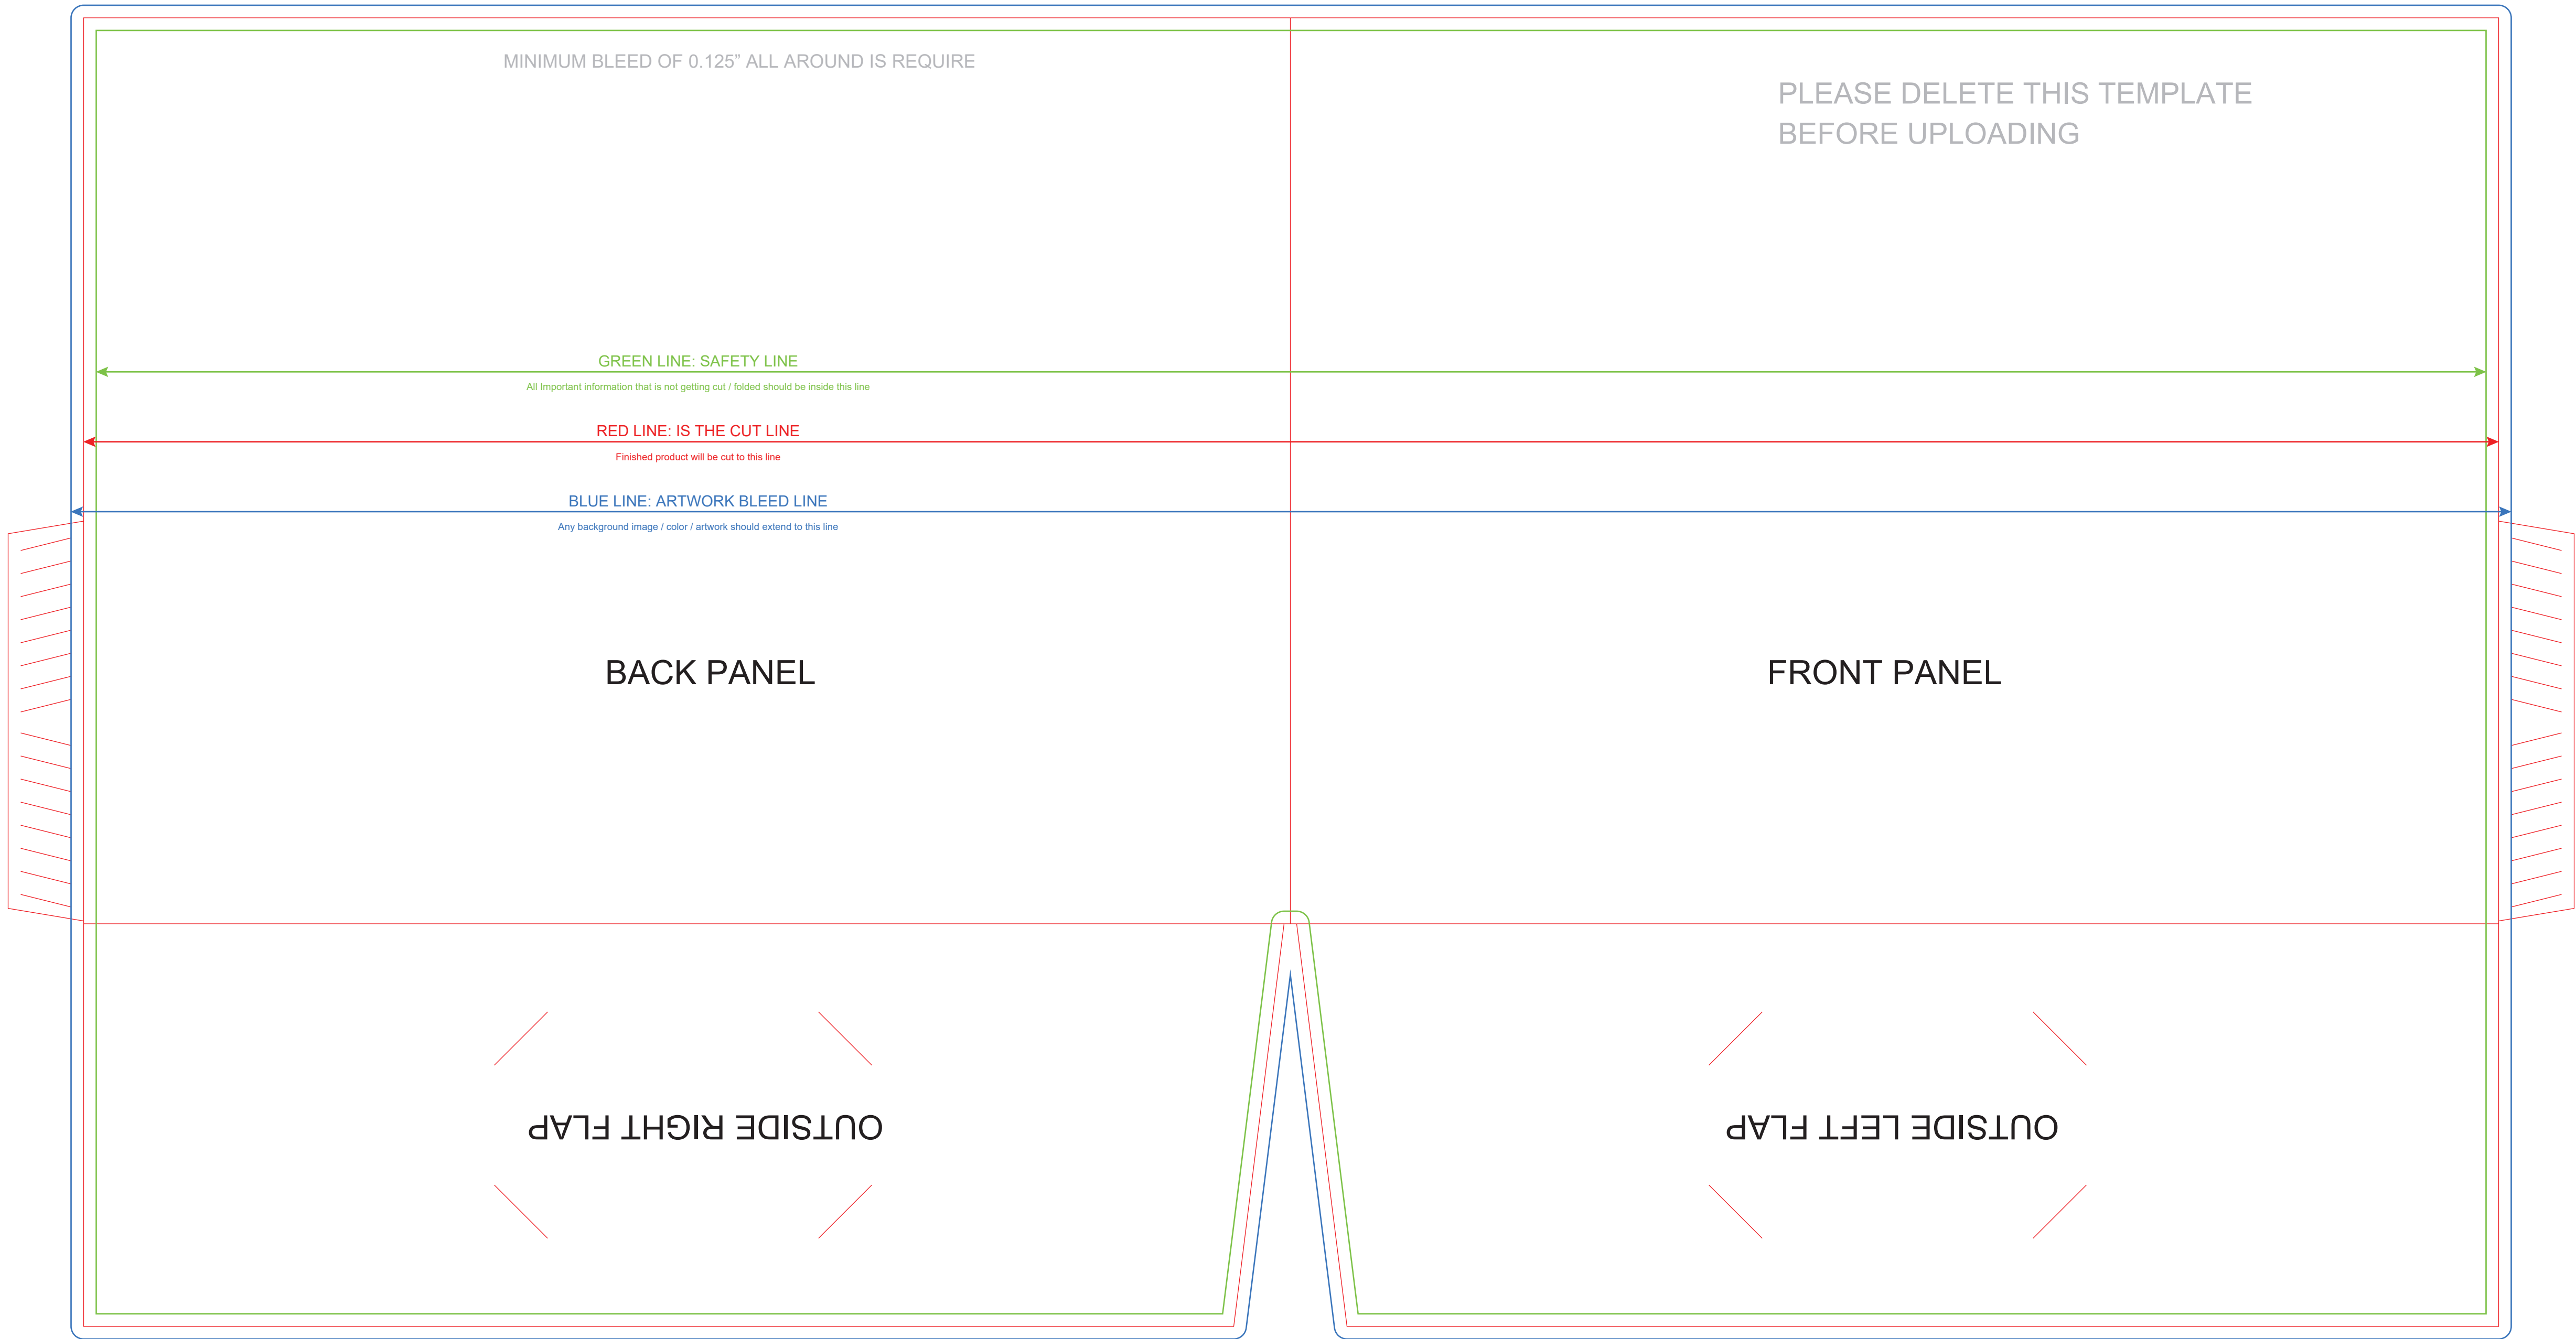 MINIMUM BLEED OF 0.125” ALL AROUND IS REQUIRE
PLEASE DELETE THIS TEMPLATE
BEFORE UPLOADING
GREEN LINE: SAFETY LINE
All Important information that is not getting cut / folded should be inside this line
RED LINE: IS THE CUT LINE
Finished product will be cut to this line
BLUE LINE: ARTWORK BLEED LINE
Any background image / color / artwork should extend to this line
BACK PANEL
FRONT PANEL
OUTSIDE RIGHT FLAP
OUTSIDE LEFT FLAP